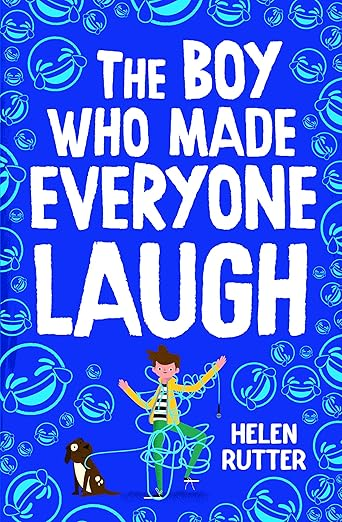 THE BOY
WHO MADE
EVERYONE
LAUGH
HELEN
RUTTER